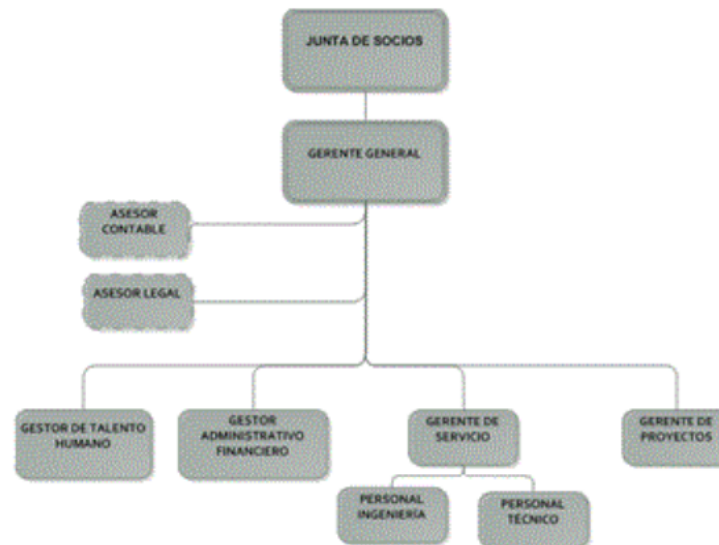 JUNTA DE SOCIOS
GERENTE GENERAL
ASESOR
CONTABLE
ASESOR LEGAL
GESTOR DE TALENTO
HUMANO
GESTOR
ADMINISTRATIVO
FINANCIERO
GERENTE DE
SERVICIO
GERENTE DE
PROYECTOS
PERSONAL
INGENIERÍA
PERSONAL
TÉCNICO